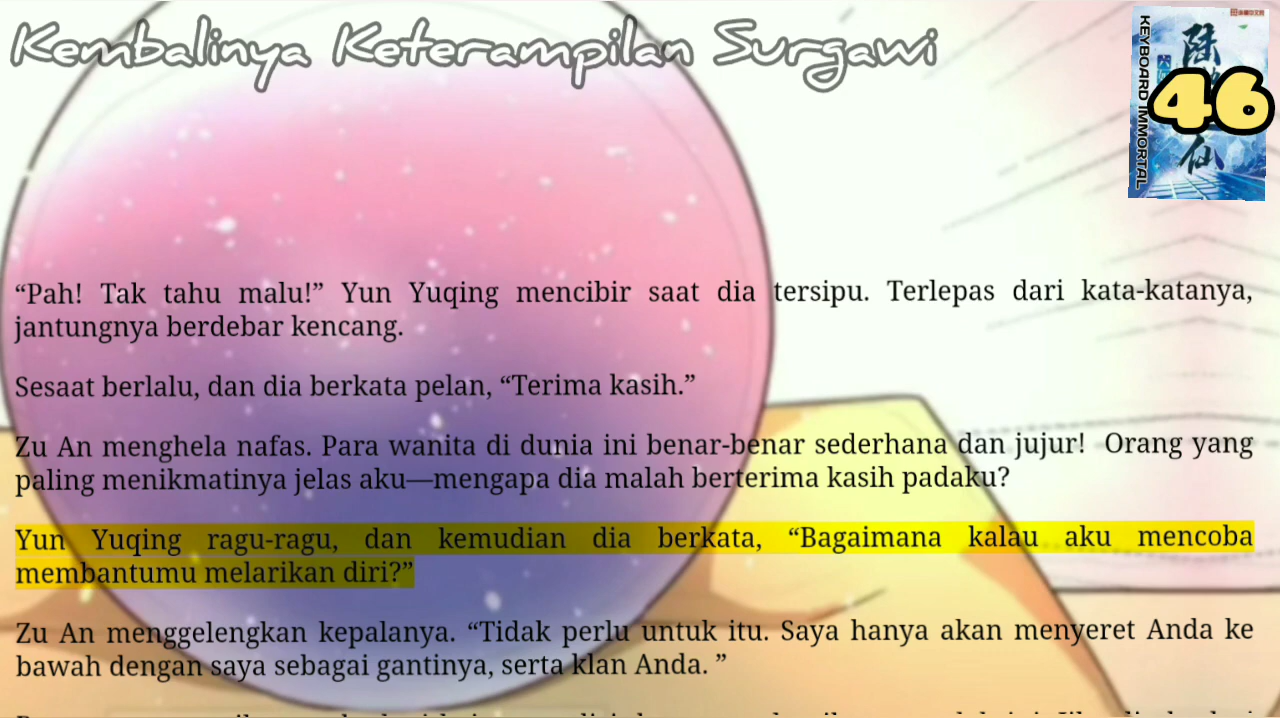 Kembalinya Keterampilan Surgawi
KEYBOARD IMMORTAL
46
“Pah! Tak tahu malu!” Yun Yuqing mencibir saat dia tersipu. Terlepas dari kata-katanya,
jantungnya berdebar kencang.
Sesaat berlalu, dan dia berkata pelan, “Terima kasih.”
Zu An menghela nafas. Para wanita di dunia ini benar-benar sederhana dan jujur! Orang yang
paling menikmatinya jelas aku—mengapa dia malah berterima kasih padaku?
Yun Yuqing ragu-ragu, dan kemudian dia berkata, “Bagaimana kalau aku mencoba
membantumu melarikan diri?”
Zu An menggelengkan kepalanya. “Tidak perlu untuk itu. Saya hanya akan menyeret Anda ke
bawah dengan saya sebagai gantinya, serta klan Anda. ”